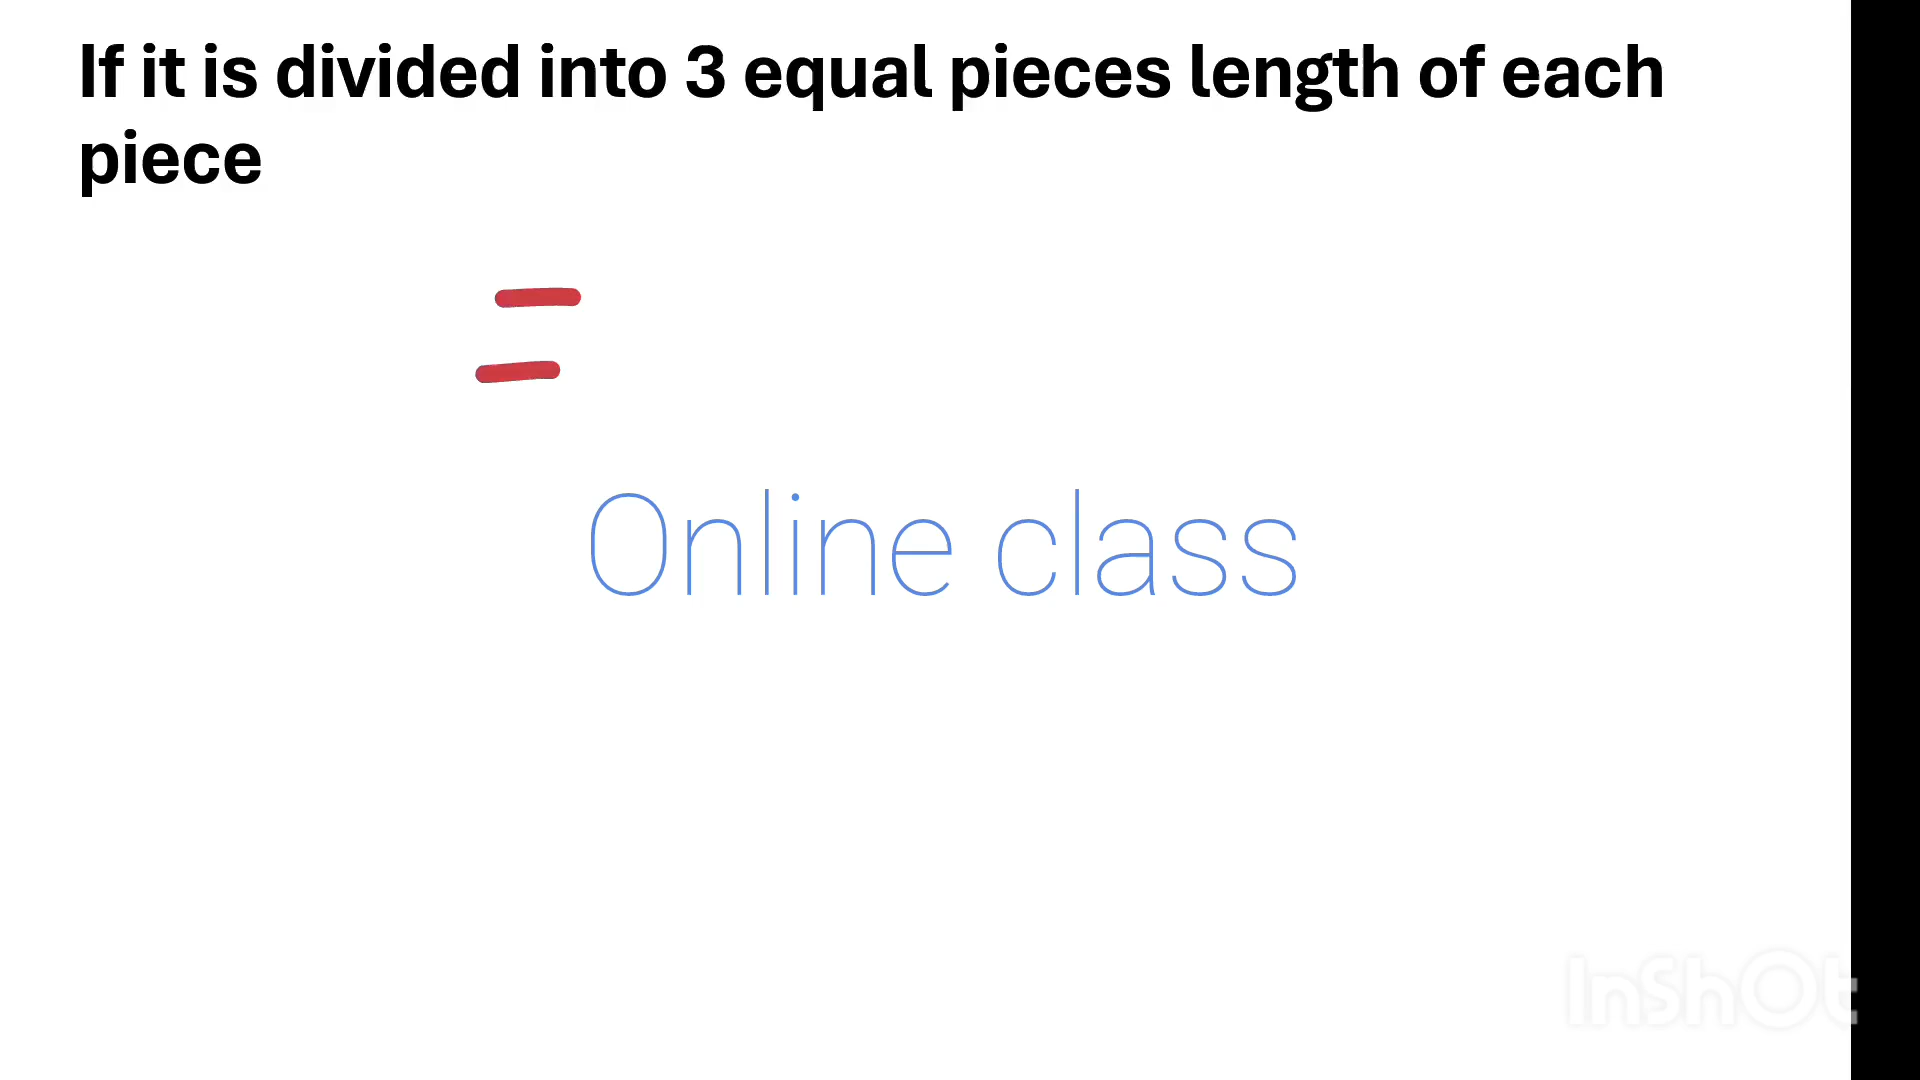 If it is divided into 3 equal pieces length of each
piece
=
Online class
InShOt